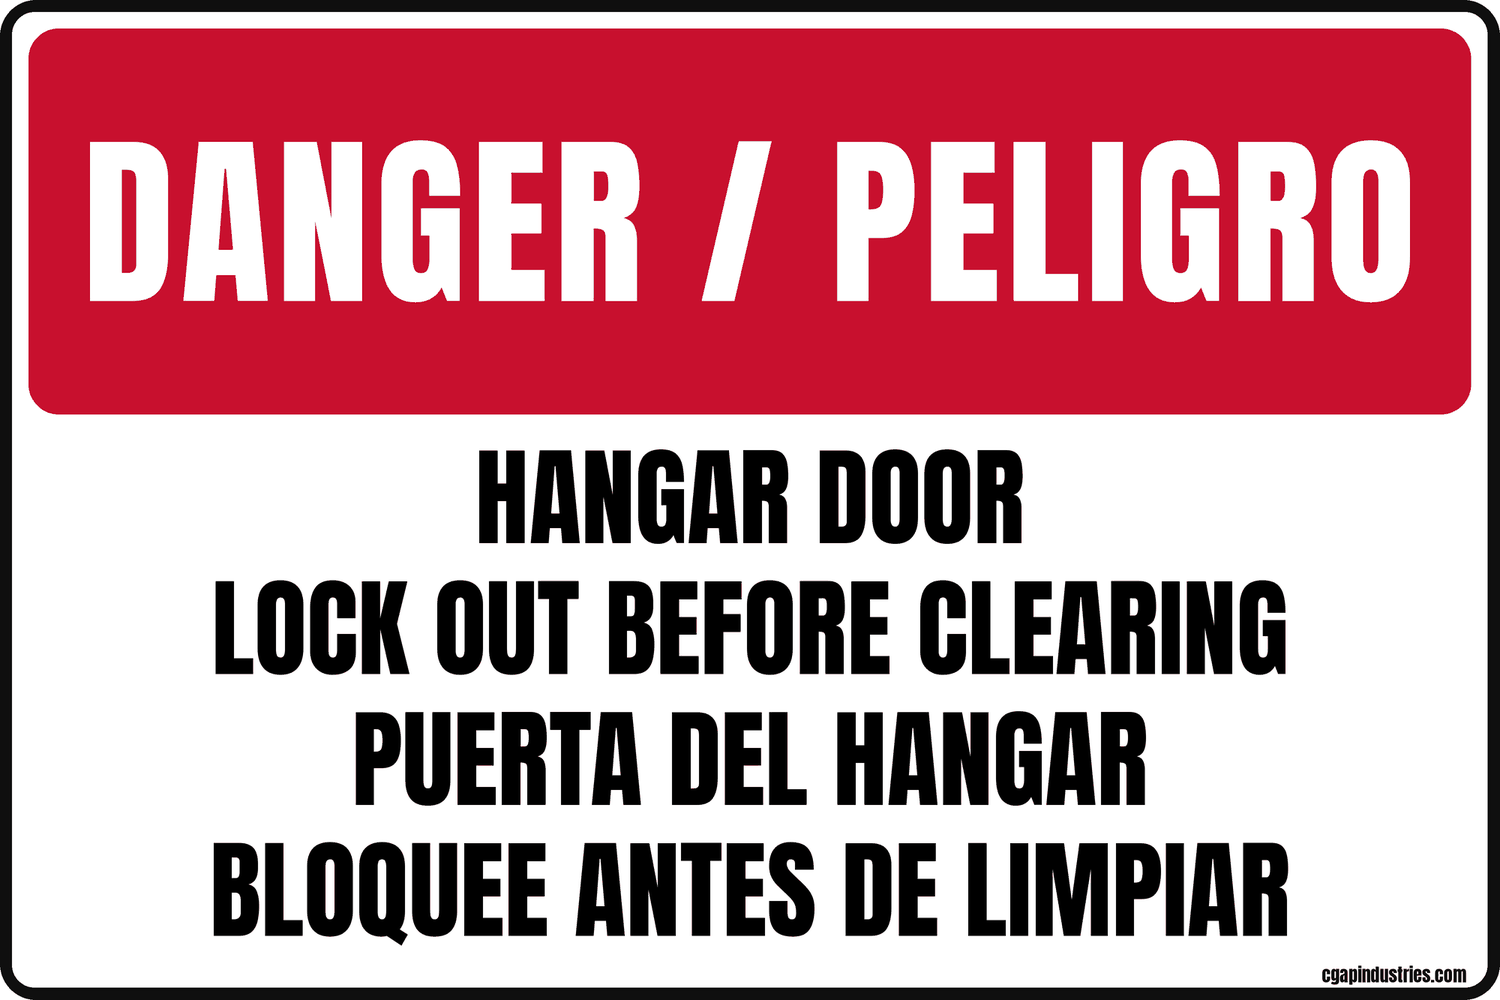 DANGER / PELIGRO
HANGAR DOOR
LOCK OUT BEFORE CLEARING
PUERTA DEL HANGAR
BLOQUEE ANTES DE LIMPIAR
cgapindustries.com